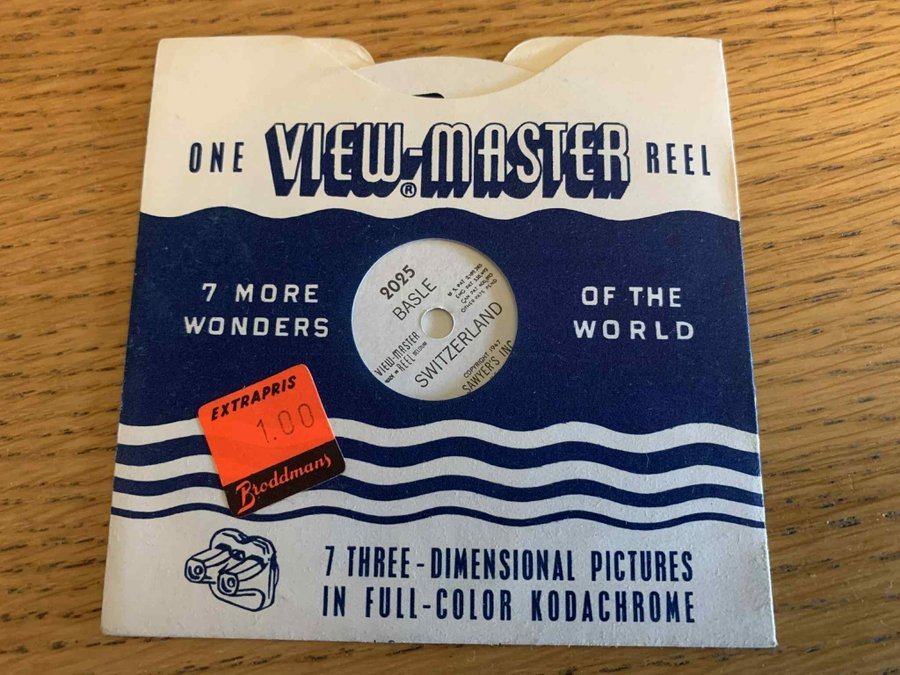 ONE VIEW-MASTER® REEL
7 MORE
WONDERS
OF THE
WORLD
2025
BASLE
SWITZERLAND
VIEW-MASTER
REEL BELGIUM
COPYRIGHT 1947
SAWYER'S INC
EXTRAPRIS
1.00
Broddmans
7 THREE-DIMENSIONAL PICTURES
IN FULL-COLOR KODACHROME